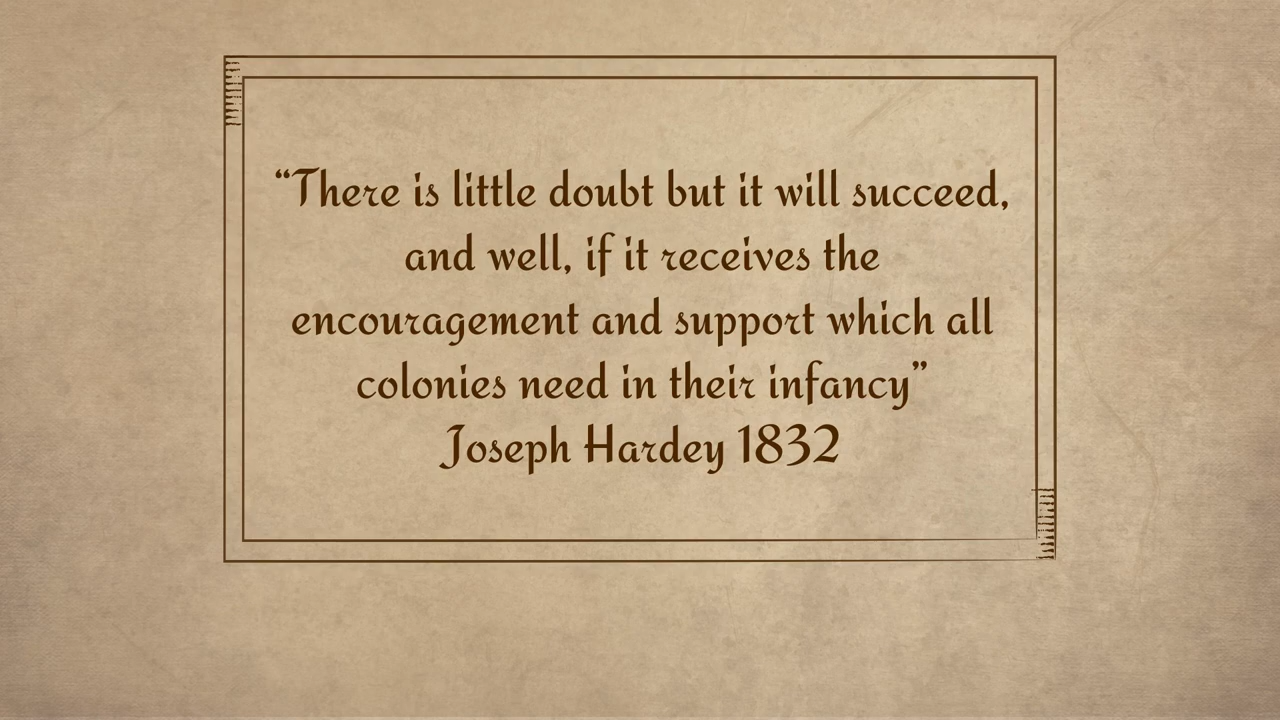 “There is little doubt but it will succeed,
and well, if it receives the
encouragement and support which all
colonies need in their infancy”
Joseph Hardey 1832